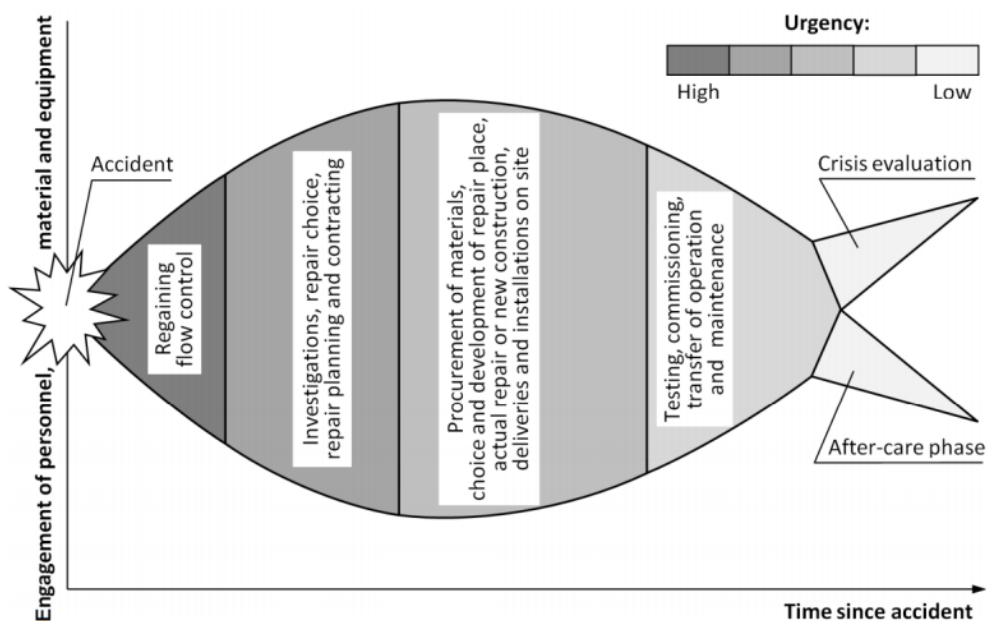 Urgency:
High
Low
Engagement of personnel, material and equipment
Accident
Regaining
flow control
Investigations, repair choice,
repair planning and contracting
Procurement of materials,
choice and development of repair place,
actual repair or new construction,
deliveries and installations on site
Testing, commissioning,
transfer of operation
and maintenance
Crisis evaluation
After-care phase
Time since accident